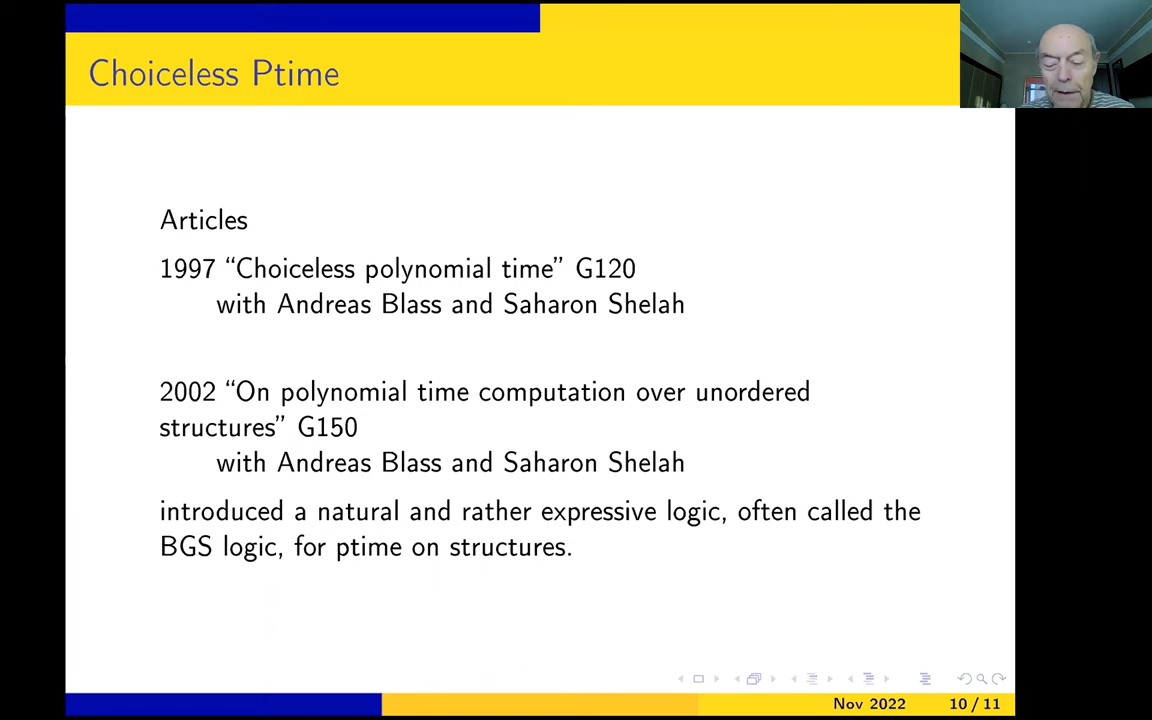 Choiceless Ptime
Articles
1997 “Choiceless polynomial time” G120
with Andreas Blass and Saharon Shelah
2002 “On polynomial time computation over unordered
structures” G150
with Andreas Blass and Saharon Shelah
introduced a natural and rather expressive logic, often called the
BGS logic, for ptime on structures.
Nov 2022 10 / 11